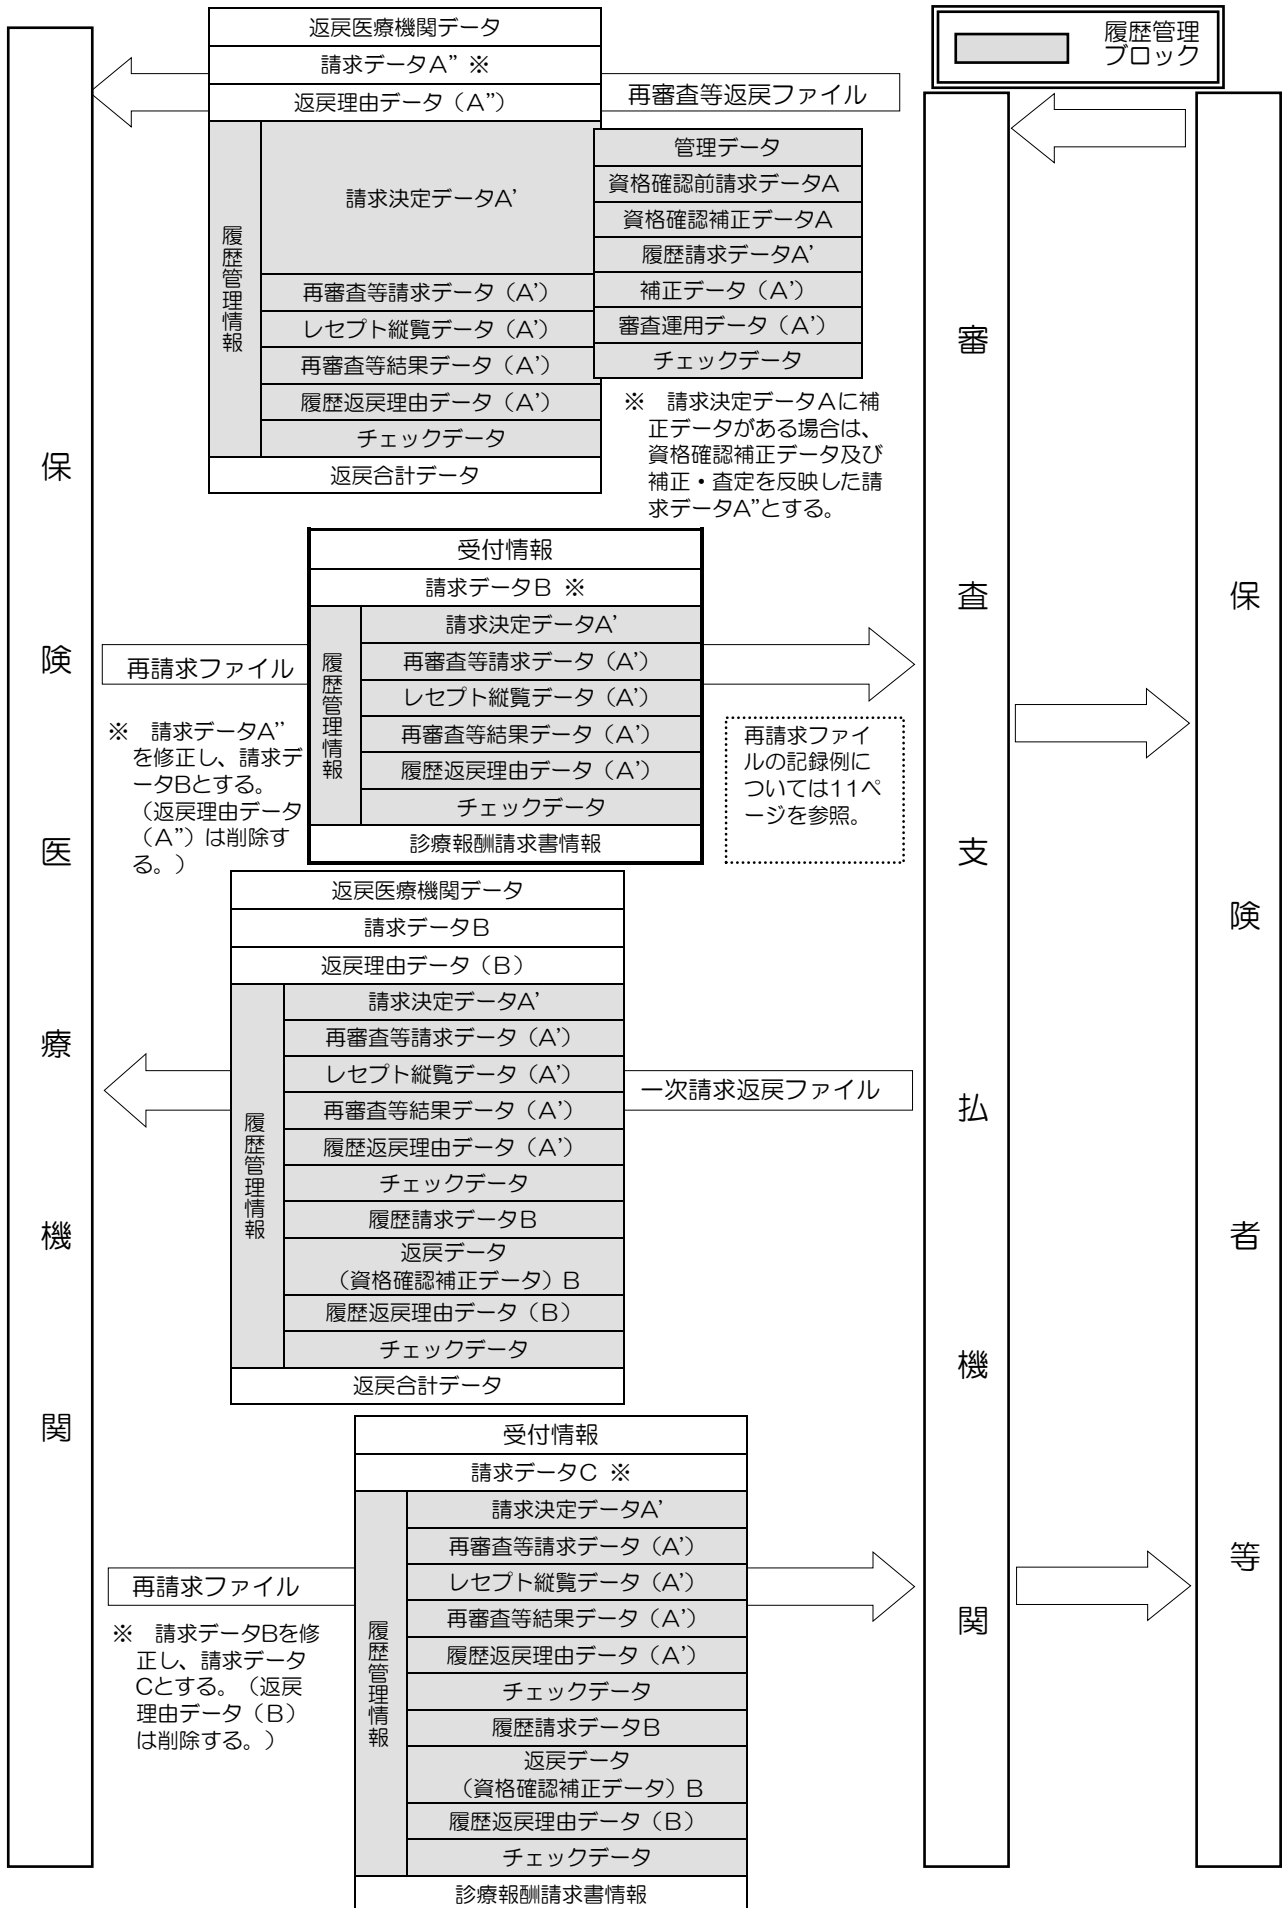 履歴管理
ブロック
保険医療機関
審査支払機関
保険者等
返戻医療機関データ
請求データA” ※
返戻理由データ（A”）
再審査等返戻ファイル
履歴管理情報
請求決定データA’
管理データ
資格確認前請求データA
資格確認補正データA
履歴請求データA’
補正データ（A’）
審査運用データ（A’）
チェックデータ
再審査等請求データ（A’）
レセプト縦覧データ（A’）
再審査等結果データ（A’）
履歴返戻理由データ（A’）
チェックデータ
返戻合計データ
※　請求決定データAに補
正データがある場合は、
資格確認補正データ及び
補正・査定を反映した請
求データA”とする。
受付情報
請求データB ※
履歴管理情報
請求決定データA’
再審査等請求データ（A’）
レセプト縦覧データ（A’）
再審査等結果データ（A’）
履歴返戻理由データ（A’）
チェックデータ
診療報酬請求書情報
再請求ファイル
※　請求データA’’
を修正し、請求デ
ータBとする。
（返戻理由データ
（A”）は削除す
る。）
再請求ファイ
ルの記録例に
ついては11ペ
ージを参照。
返戻医療機関データ
請求データB
返戻理由データ（B）
履歴管理情報
請求決定データA’
再審査等請求データ（A’）
レセプト縦覧データ（A’）
再審査等結果データ（A’）
履歴返戻理由データ（A’）
チェックデータ
履歴請求データB
返戻データ
（資格確認補正データ）B
履歴返戻理由データ（B）
チェックデータ
返戻合計データ
一次請求返戻ファイル
受付情報
請求データC ※
履歴管理情報
請求決定データA’
再審査等請求データ（A’）
レセプト縦覧データ（A’）
再審査等結果データ（A’）
履歴返戻理由データ（A’）
チェックデータ
履歴請求データB
返戻データ
（資格確認補正データ）B
履歴返戻理由データ（B）
チェックデータ
診療報酬請求書情報
再請求ファイル
※　請求データBを修
正し、請求データ
Cとする。（返戻
理由データ（B）
は削除する。）